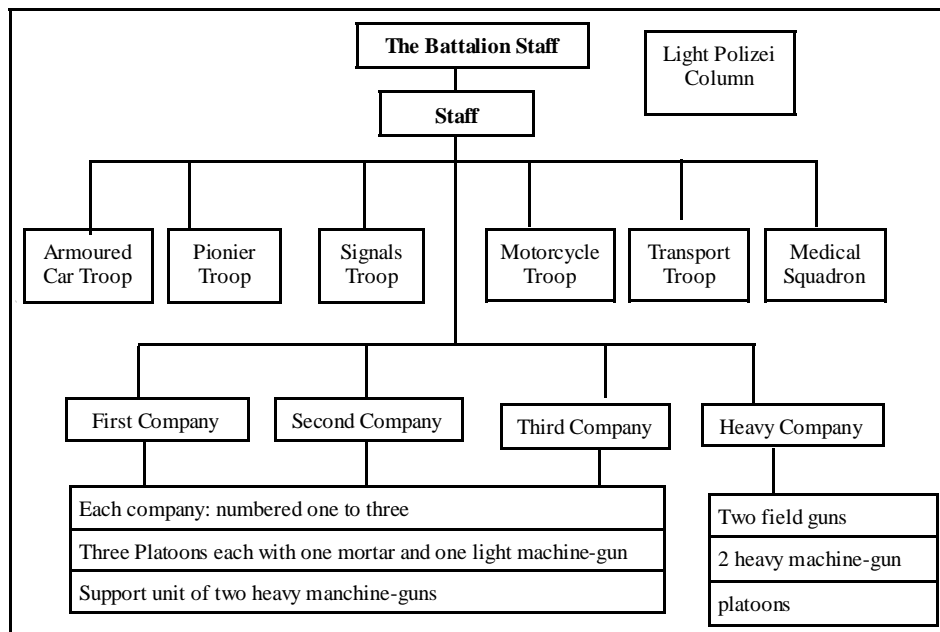 The Battalion Staff
Light Polizei
Column
Staff
Armoured
Car Troop
Pionier
Troop
Signals
Troop
Motorcycle
Troop
Transport
Troop
Medical
Squadron
First Company
Second Company
Third Company
Heavy Company
Each company: numbered one to three
Three Platoons each with one mortar and one light machine-gun
Support unit of two heavy manchine-guns
Two field guns
2 heavy machine-gun
platoons